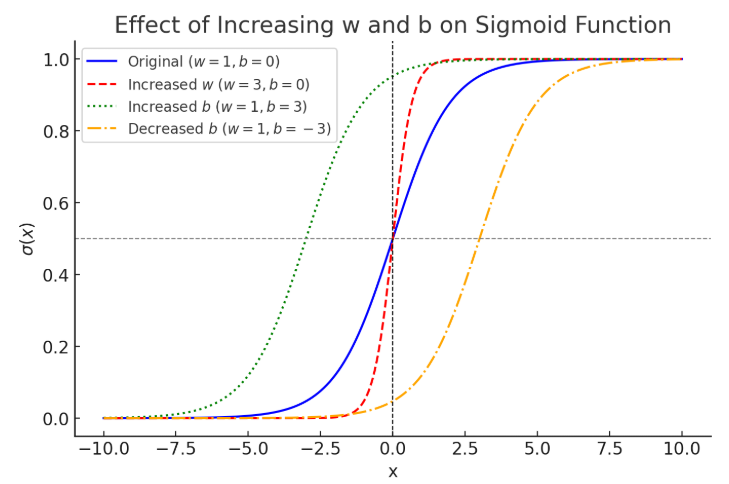 Effect of Increasing w and b on Sigmoid Function
Original (w = 1, b = 0)
Increased w (w = 3, b = 0)
Increased b (w = 1, b = 3)
Decreased b (w = 1, b = −3)
1.0
0.8
0.6
0.4
0.2
0.0
σ(x)
−10.0 −7.5 −5.0 −2.5 0.0 2.5 5.0 7.5 10.0
x